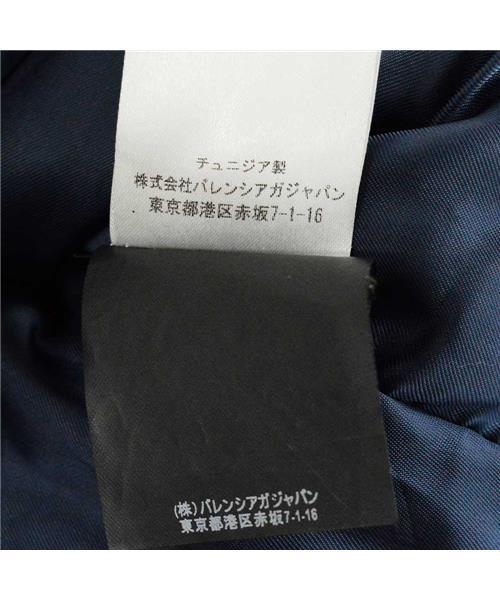 チュニジア製
株式会社バレンシアガジャパン
東京都港区赤坂7-1-16
(株)バレンシアガジャパン
東京都港区赤坂7-1-16